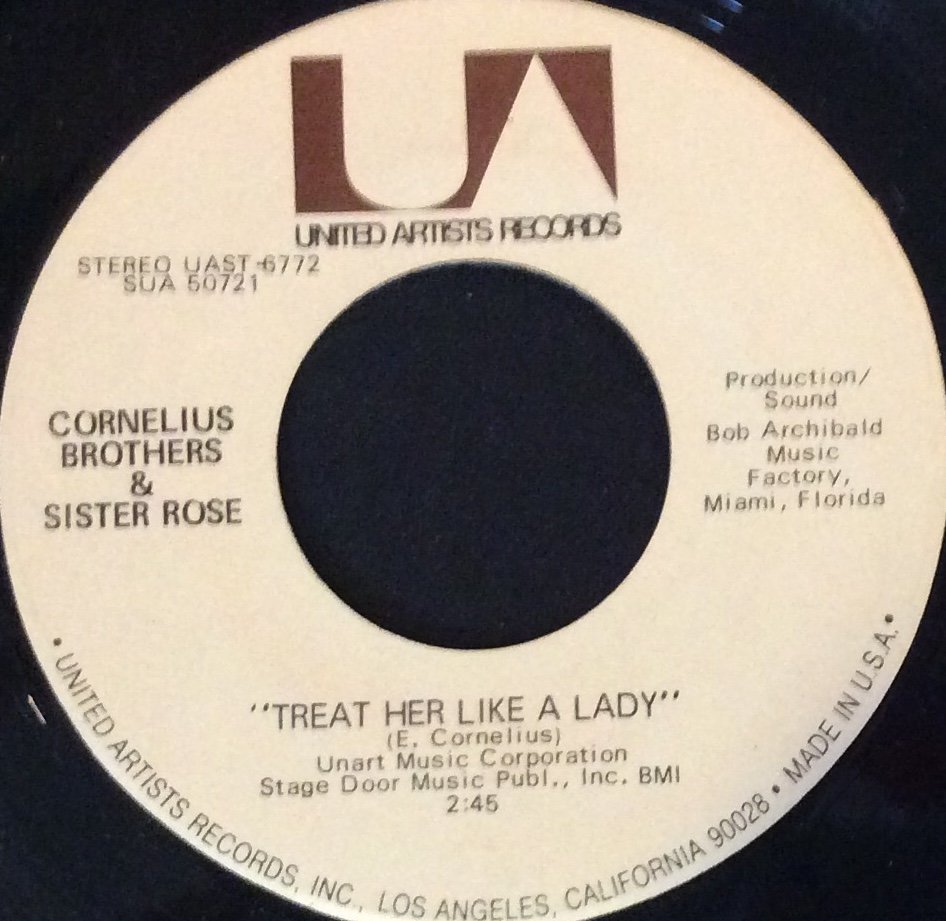 UA
UNITED ARTISTS RECORDS
STEREO UAST-6772
SUA 50721
CORNELIUS
BROTHERS
&
SISTER ROSE
Production/
Sound
Bob Archibald
Music
Factory,
Miami, Florida
''TREAT HER LIKE A LADY''
(E. Cornelius)
Unart Music Corporation
Stage Door Music Publ., Inc. BMI
2:45
• UNITED ARTISTS RECORDS, INC., LOS ANGELES, CALIFORNIA 90028 • MADE IN U.S.A. •